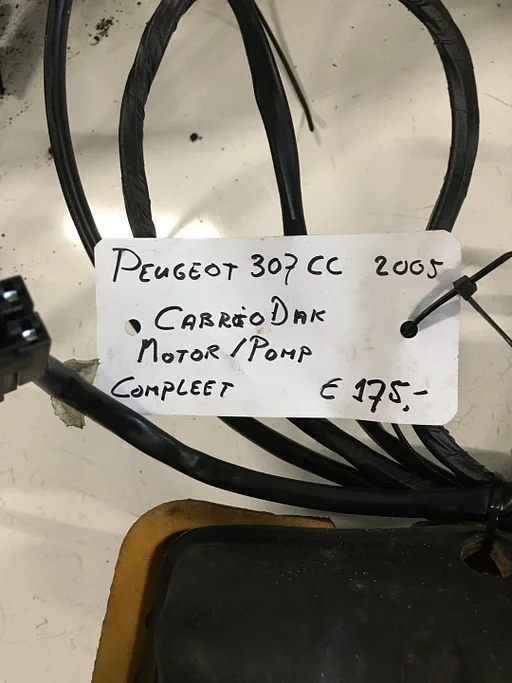 PEUGEOT 307 CC 2005
CABRIODAK
MOTOR/POMP
COMPLEET € 175,-